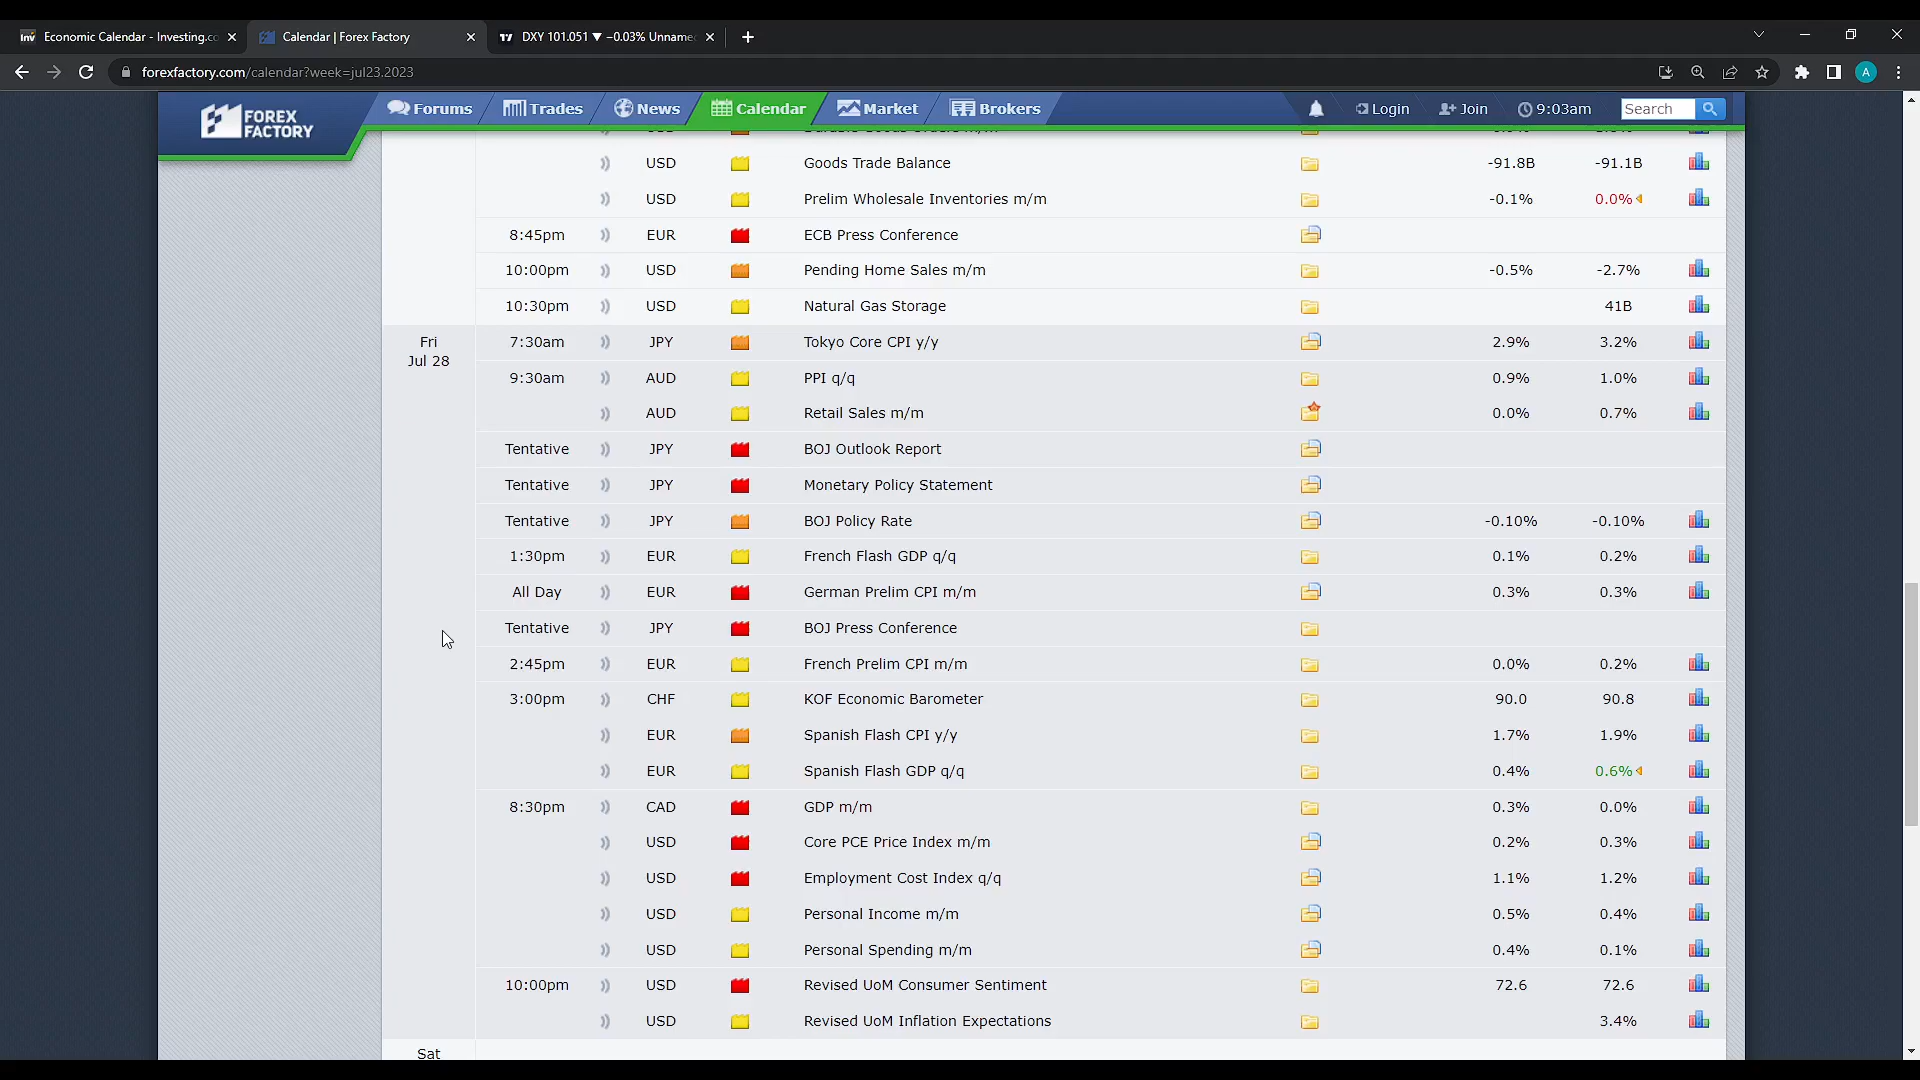 Economic Calendar - Investing.co
Calendar | Forex Factory
DXY 101.051 ▼ −0.03% Unname
forexfactory.com/calendar?week=jul23.2023
FOREX FACTORY
Forums Trades News Calendar Market Brokers Login Join 9:03am Search
USD Goods Trade Balance -91.8B -91.1B
USD Prelim Wholesale Inventories m/m -0.1% 0.0%
8:45pm EUR ECB Press Conference
10:00pm USD Pending Home Sales m/m -0.5% -2.7%
10:30pm USD Natural Gas Storage 41B
Fri Jul 28
7:30am JPY Tokyo Core CPI y/y 2.9% 3.2%
9:30am AUD PPI q/q 0.9% 1.0%
AUD Retail Sales m/m 0.0% 0.7%
Tentative JPY BOJ Outlook Report
Tentative JPY Monetary Policy Statement
Tentative JPY BOJ Policy Rate -0.10% -0.10%
1:30pm EUR French Flash GDP q/q 0.1% 0.2%
All Day EUR German Prelim CPI m/m 0.3% 0.3%
Tentative JPY BOJ Press Conference
2:45pm EUR French Prelim CPI m/m 0.0% 0.2%
3:00pm CHF KOF Economic Barometer 90.0 90.8
EUR Spanish Flash CPI y/y 1.7% 1.9%
EUR Spanish Flash GDP q/q 0.4% 0.6%
8:30pm CAD GDP m/m 0.3% 0.0%
USD Core PCE Price Index m/m 0.2% 0.3%
USD Employment Cost Index q/q 1.1% 1.2%
USD Personal Income m/m 0.5% 0.4%
USD Personal Spending m/m 0.4% 0.1%
10:00pm USD Revised UoM Consumer Sentiment 72.6 72.6
USD Revised UoM Inflation Expectations 3.4%
Sat